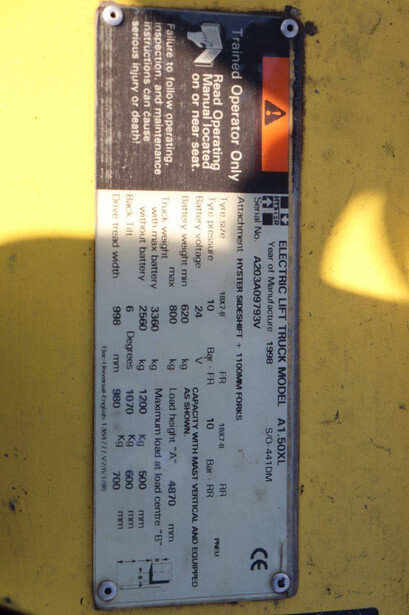 Trained Operator Only
Read Operating
Manual located
on or near seat.
Failure to follow operating,
inspection, and maintenance
instructions can cause
serious injury or death!
HYSTER
ELECTRIC LIFT TRUCK MODEL A1.50XL
Year of Manufacture 1998 S/O-441DM
Serial No. A203A09793V
Attachment HYSTER SIDESHIFT + 1100MM FORKS
Tyre size 18X7-8 FR 18X7-8 RR PNEU
Tyre pressure 10 Bar - FR 10 Bar - RR
Battery voltage 24 V
Battery weight min 620 kg
max 800 kg
Truck weight
with max battery 3360 kg
without battery 2560 kg
Back Tilt 6 Degrees
Drive tread width 998 mm
CAPACITY WITH MAST VERTICAL AND EQUIPPED
AS SHOWN.
Load height "A" 4870 mm
Maximum load at load centre "B"
1200 Kg 500 mm
1070 Kg 600 mm
980 Kg 700 mm
CE